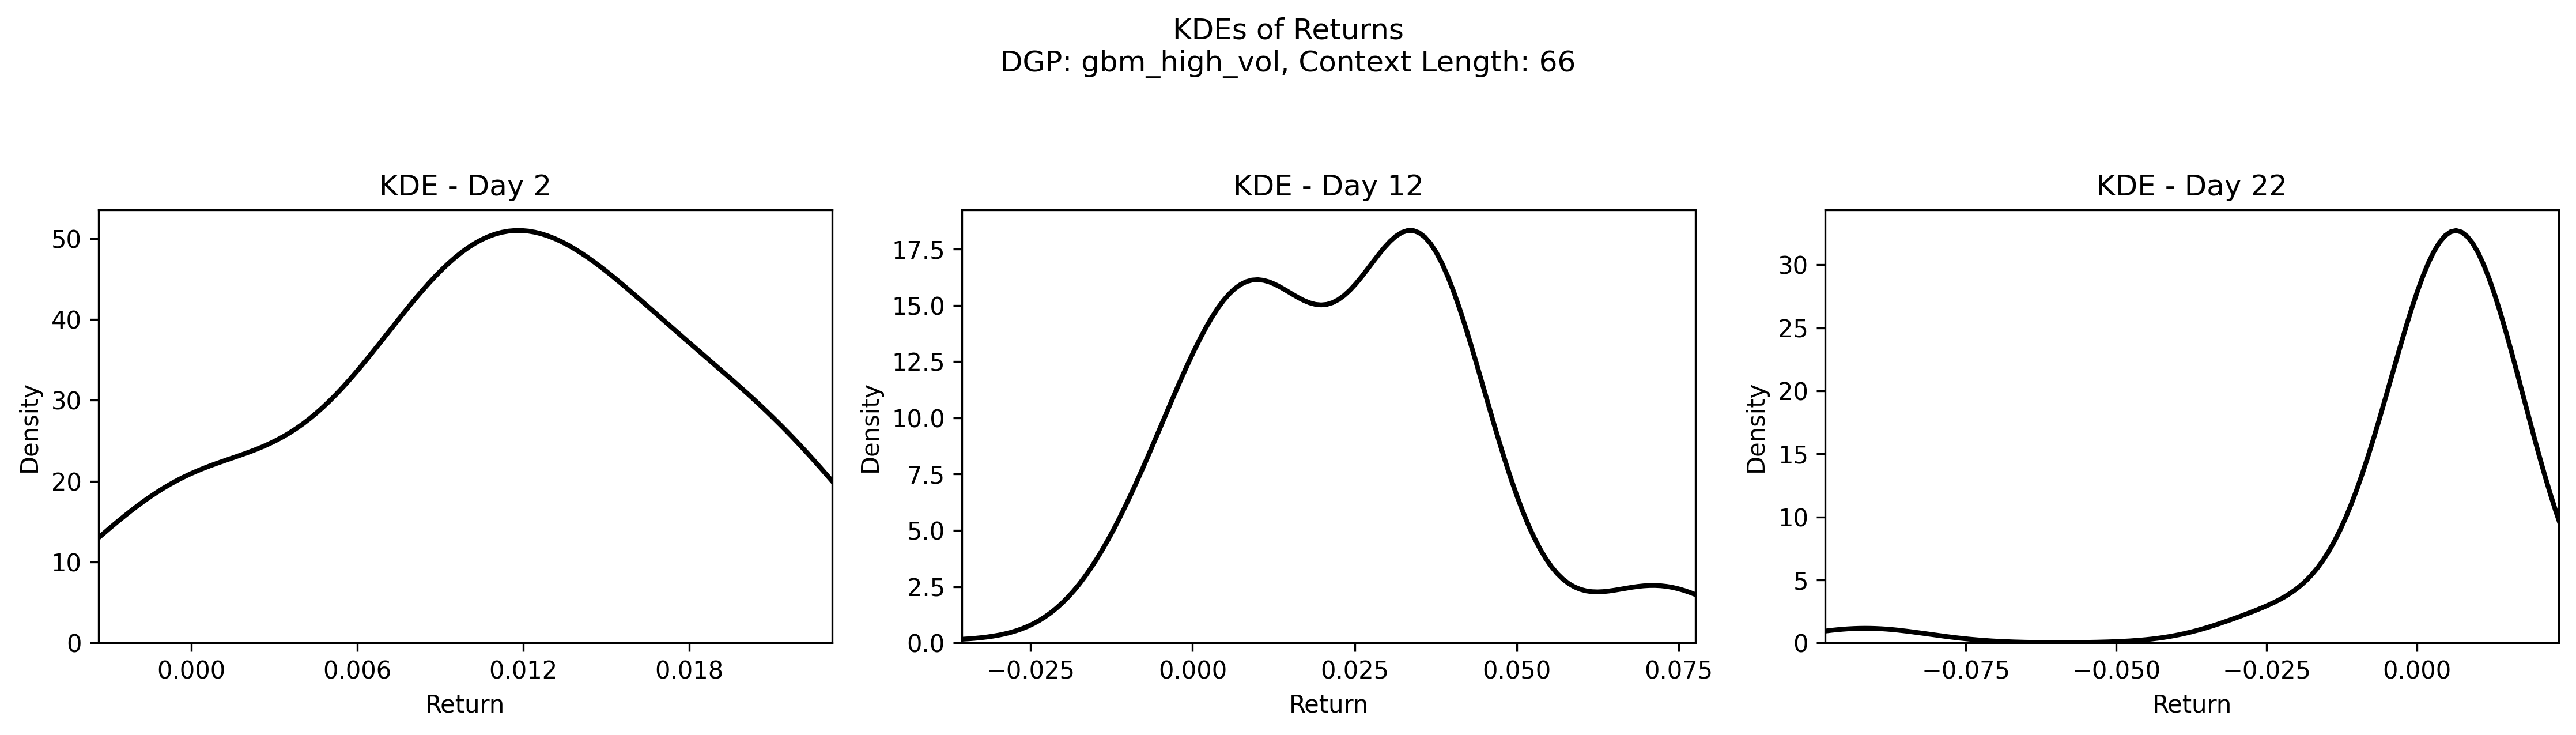 KDEs of Returns
DGP: gbm_high_vol, Context Length: 66
KDE - Day 2
50
40
30
20
10
0
Density
0.000 0.006 0.012 0.018
Return
KDE - Day 12
17.5
15.0
12.5
10.0
7.5
5.0
2.5
0.0
Density
−0.025 0.000 0.025 0.050 0.075
Return
KDE - Day 22
30
25
20
15
10
5
0
Density
−0.075 −0.050 −0.025 0.000
Return